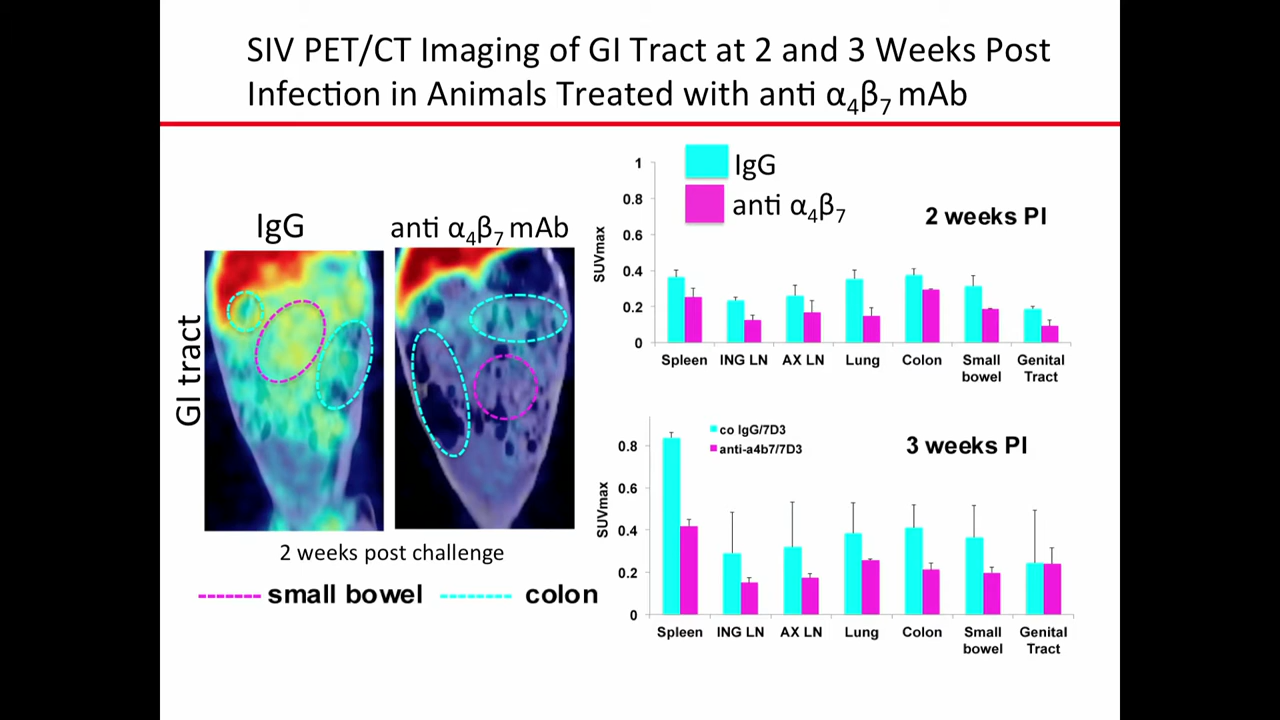 SIV PET/CT Imaging of GI Tract at 2 and 3 Weeks Post
Infection in Animals Treated with anti α₄β₇ mAb
IgG
anti α₄β₇ mAb
GI tract
2 weeks post challenge
small bowel
colon
IgG
anti α₄β₇
2 weeks PI
SUVmax
1
0.8
0.6
0.4
0.2
0
Spleen
ING LN
AX LN
Lung
Colon
Small
bowel
Genital
Tract
co IgG/7D3
anti-a4b7/7D3
3 weeks PI
SUVmax
0.8
0.6
0.4
0.2
0
Spleen
ING LN
AX LN
Lung
Colon
Small
bowel
Genital
Tract